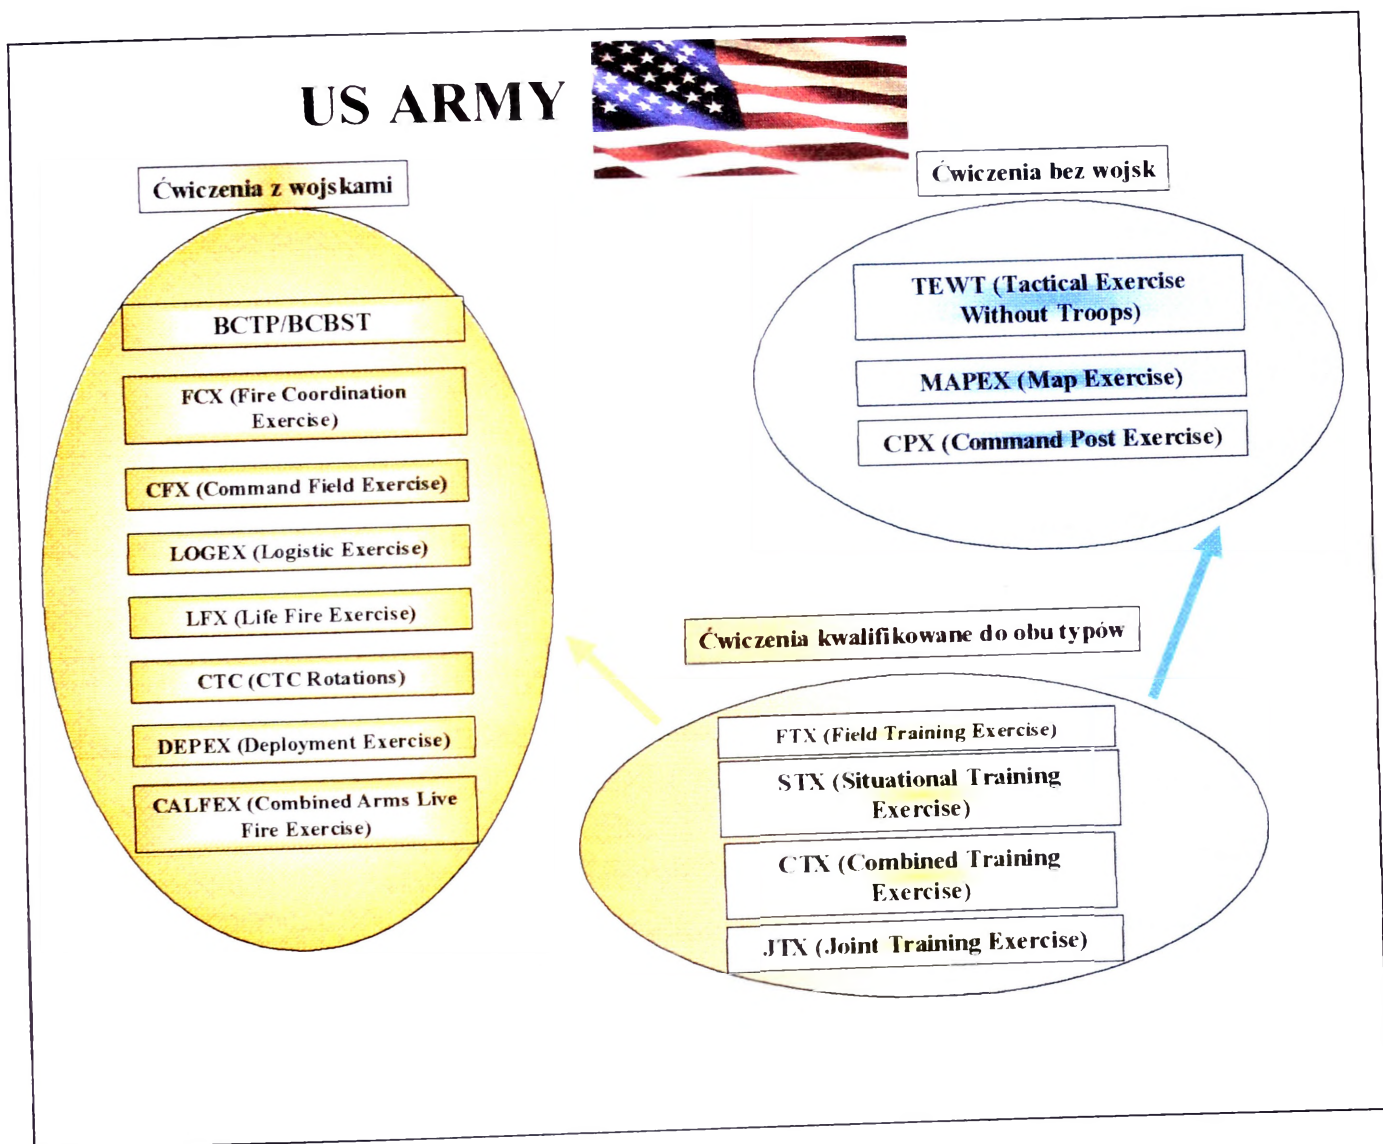 US ARMY
Ćwiczenia z wojskami
BCTP/BCBST
FCX (Fire Coordination
Exercise)
CFX (Command Field Exercise)
LOGEX (Logistic Exercise)
LFX (Life Fire Exercise)
CTC (CTC Rotations)
DEPEX (Deployment Exercise)
CALFEX (Combined Arms Live
Fire Exercise)
Ćwiczenia bez wojsk
TEWT (Tactical Exercise
Without Troops)
MAPEX (Map Exercise)
CPX (Command Post Exercise)
Ćwiczenia kwalifikowane do obu typów
FTX (Field Training Exercise)
STX (Situational Training
Exercise)
CTX (Combined Training
Exercise)
JTX (Joint Training Exercise)